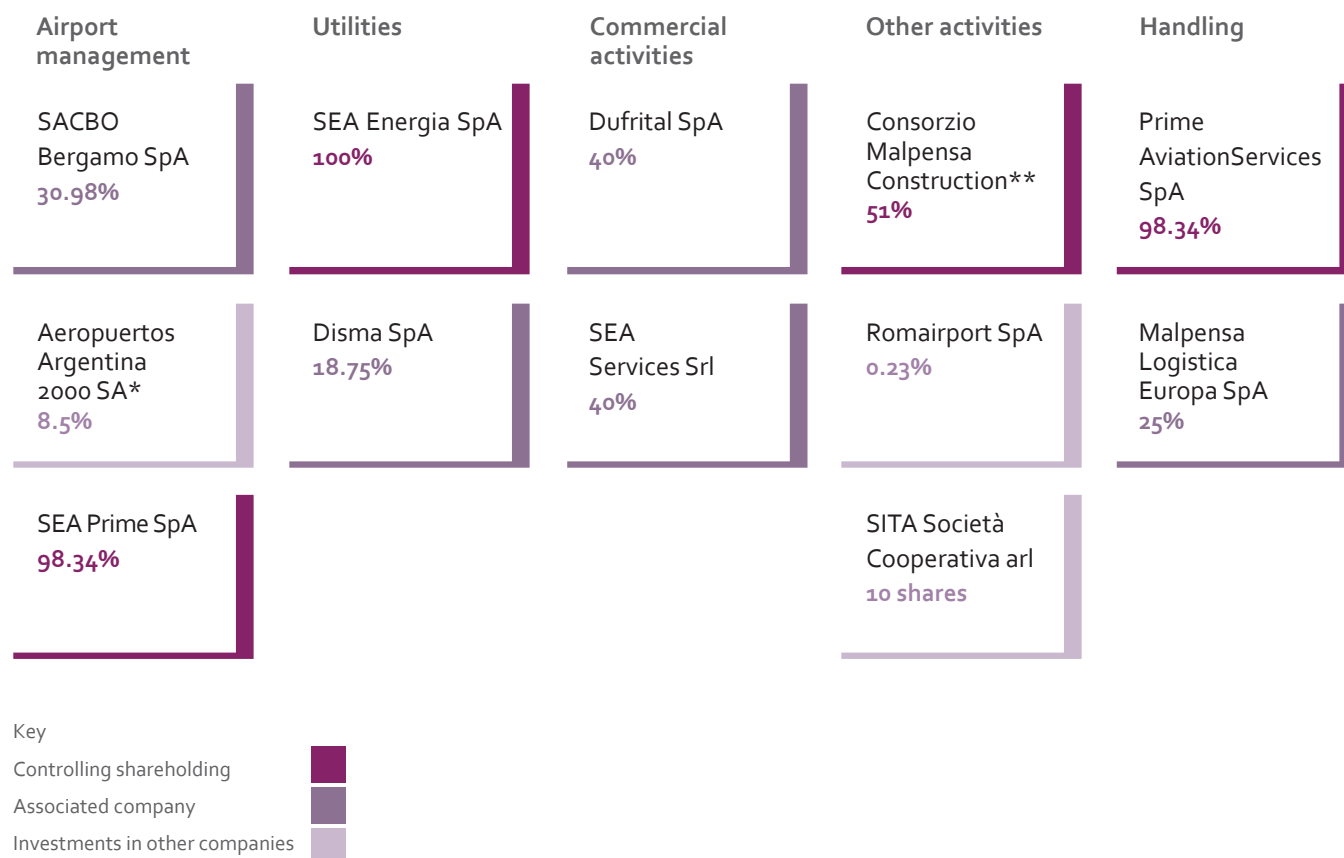 Airport
management
Utilities
Commercial
activities
Other activities
Handling
SACBO
Bergamo SpA
30.98%
SEA Energia SpA
100%
Dufrital SpA
40%
Consorzio
Malpensa
Construction**
51%
Prime
AviationServices
SpA
98.34%
Aeropuertos
Argentina
2000 SA*
8.5%
Disma SpA
18.75%
SEA
Services Srl
40%
Romairport SpA
0.23%
Malpensa
Logistica
Europa SpA
25%
SEA Prime SpA
98.34%
SITA Società
Cooperativa arl
10 shares
Key
Controlling shareholding
Associated company
Investments in other companies